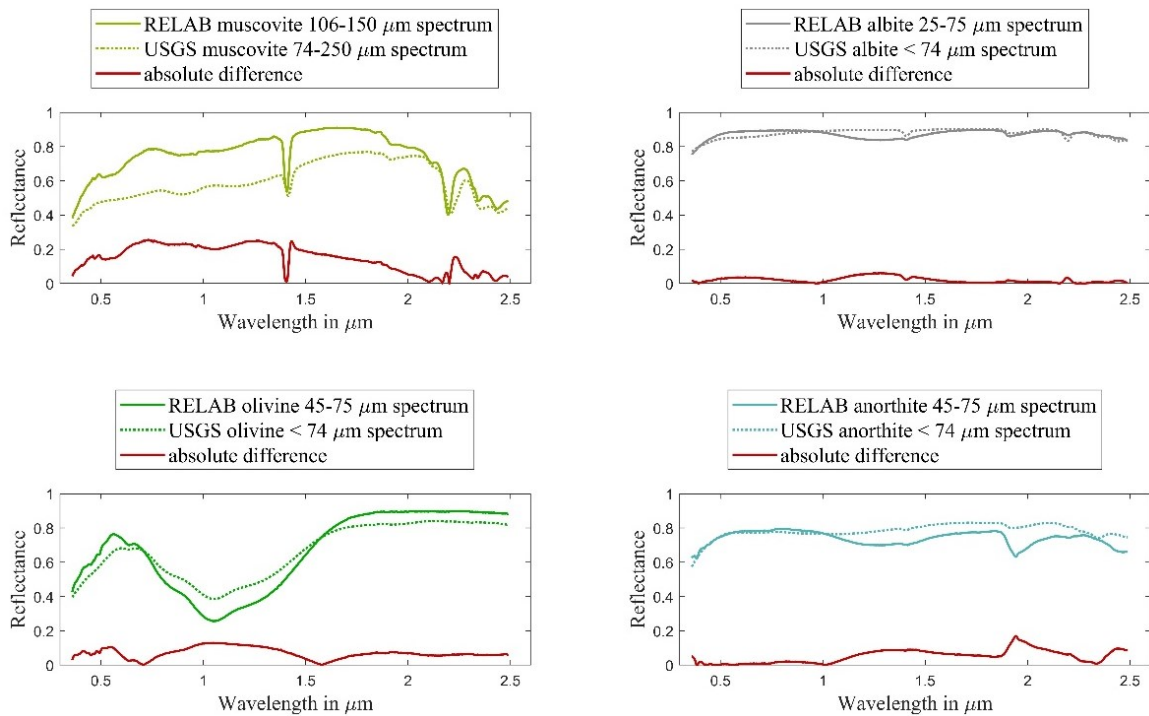 RELAB muscovite 106-150 μm spectrum
USGS muscovite 74-250 μm spectrum
absolute difference
1
0.8
0.6
0.4
0.2
0
Reflectance
0.5 1 1.5 2 2.5
Wavelength in μm
RELAB albite 25-75 μm spectrum
USGS albite < 74 μm spectrum
absolute difference
1
0.8
0.6
0.4
0.2
0
Reflectance
0.5 1 1.5 2 2.5
Wavelength in μm
RELAB olivine 45-75 μm spectrum
USGS olivine < 74 μm spectrum
absolute difference
1
0.8
0.6
0.4
0.2
0
Reflectance
0.5 1 1.5 2 2.5
Wavelength in μm
RELAB anorthite 45-75 μm spectrum
USGS anorthite < 74 μm spectrum
absolute difference
1
0.8
0.6
0.4
0.2
0
Reflectance
0.5 1 1.5 2 2.5
Wavelength in μm